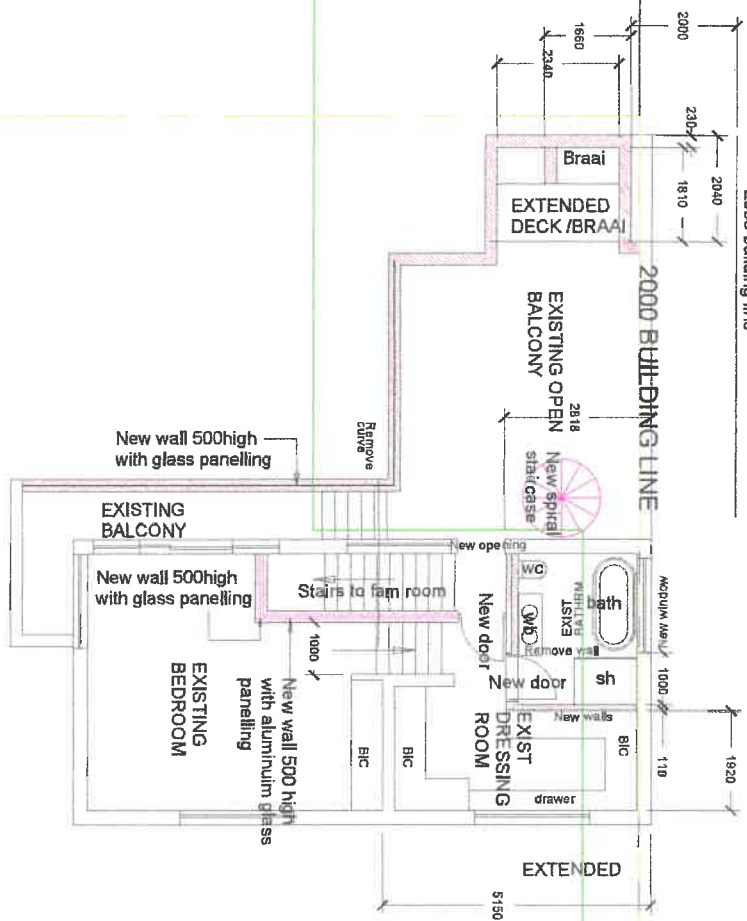 2000
1660
2340
230
1810
2040
Braai
EXTENDED
DECK /BRAAI
2000 BUILDING LINE
EXISTING OPEN
BALCONY
2818
Remove
curve
New spiral
staircase
New wall 500high
with glass panelling
EXISTING
BALCONY
New opening
New wall 500high
with glass panelling
Stairs to fam room
New door
wc
wb
EXIST
BATHRM
bath
New window
Remove wall
1000
New door
sh
1000
New walls
EXISTING
BEDROOM
New wall 500 high
with aluminuim glass
panelling
BIC
BIC
EXIST
DRESSING
ROOM
BIC
drawer
110
1920
EXTENDED
5150